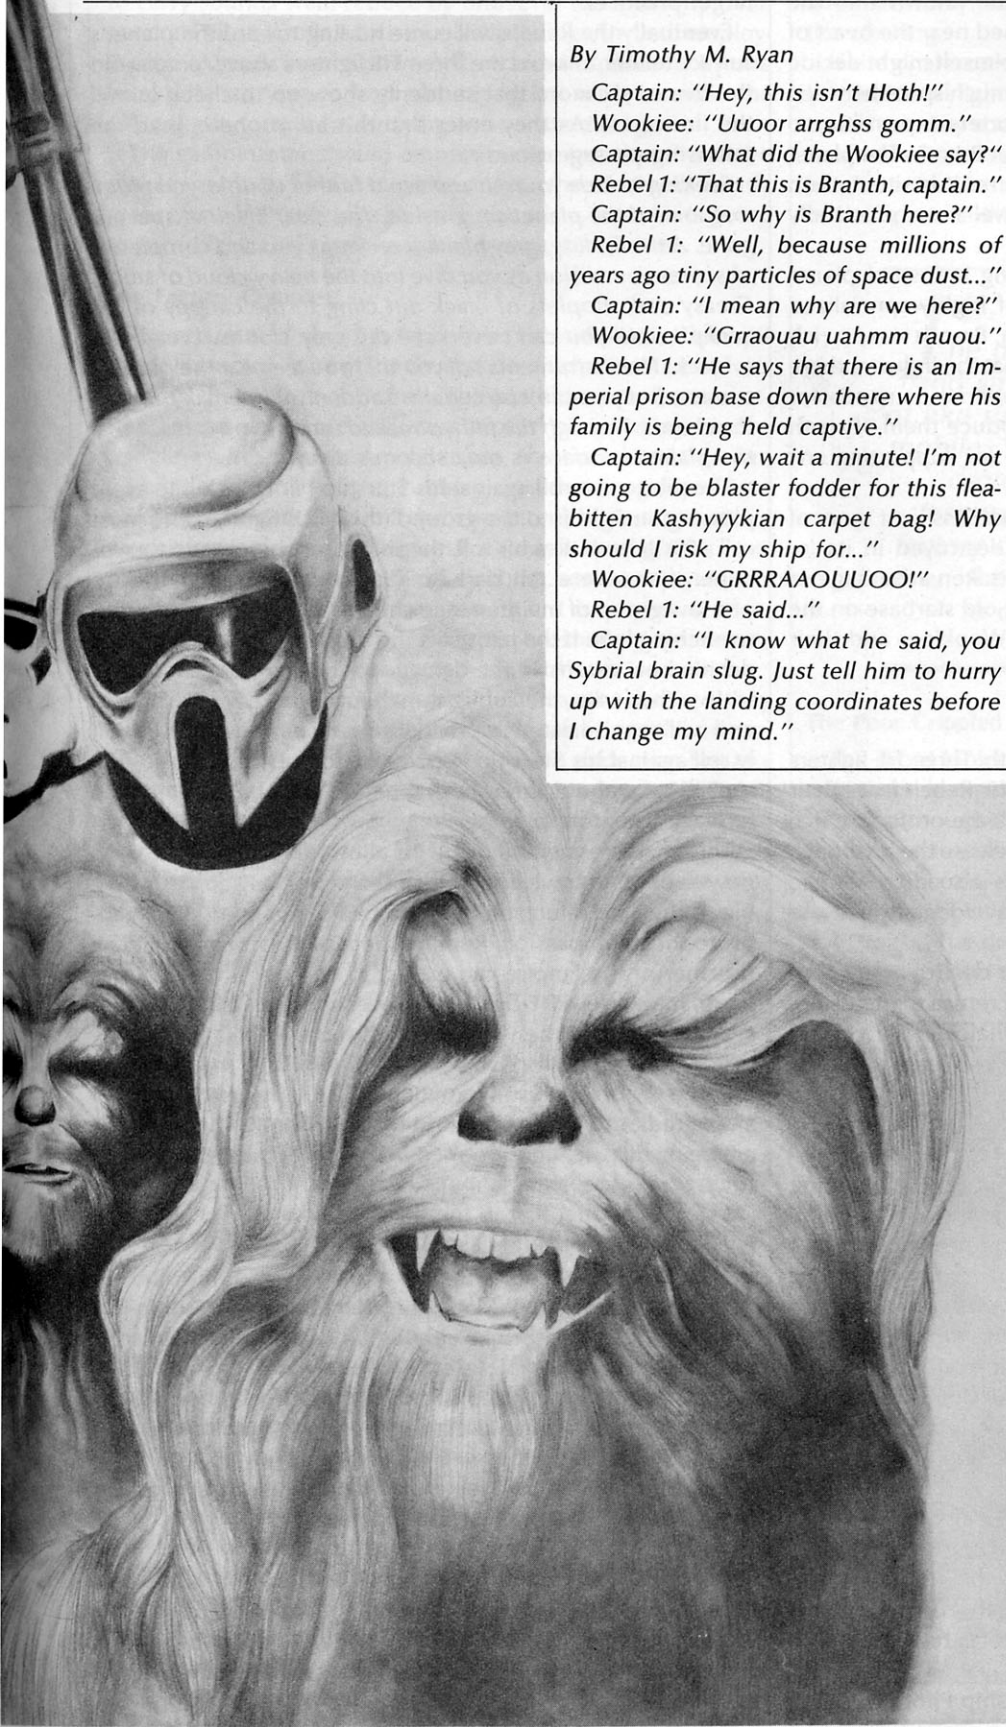 By Timothy M. Ryan
Captain: "Hey, this isn't Hoth!"
Wookiee: "Uuoor arrghss gomm."
Captain: "What did the Wookiee say?"
Rebel 1: "That this is Branth, captain."
Captain: "So why is Branth here?"
Rebel 1: "Well, because millions of
years ago tiny particles of space dust..."
Captain: "I mean why are we here?"
Wookiee: "Grraouau uahmm rauou."
Rebel 1: "He says that there is an Im-
perial prison base down there where his
family is being held captive."
Captain: "Hey, wait a minute! I'm not
going to be blaster fodder for this flea-
bitten Kashyyykian carpet bag! Why
should I risk my ship for..."
Wookiee: "GRRRAAOUUUOO!"
Rebel 1: "He said..."
Captain: "I know what he said, you
Sybrial brain slug. Just tell him to hurry
up with the landing coordinates before
I change my mind."